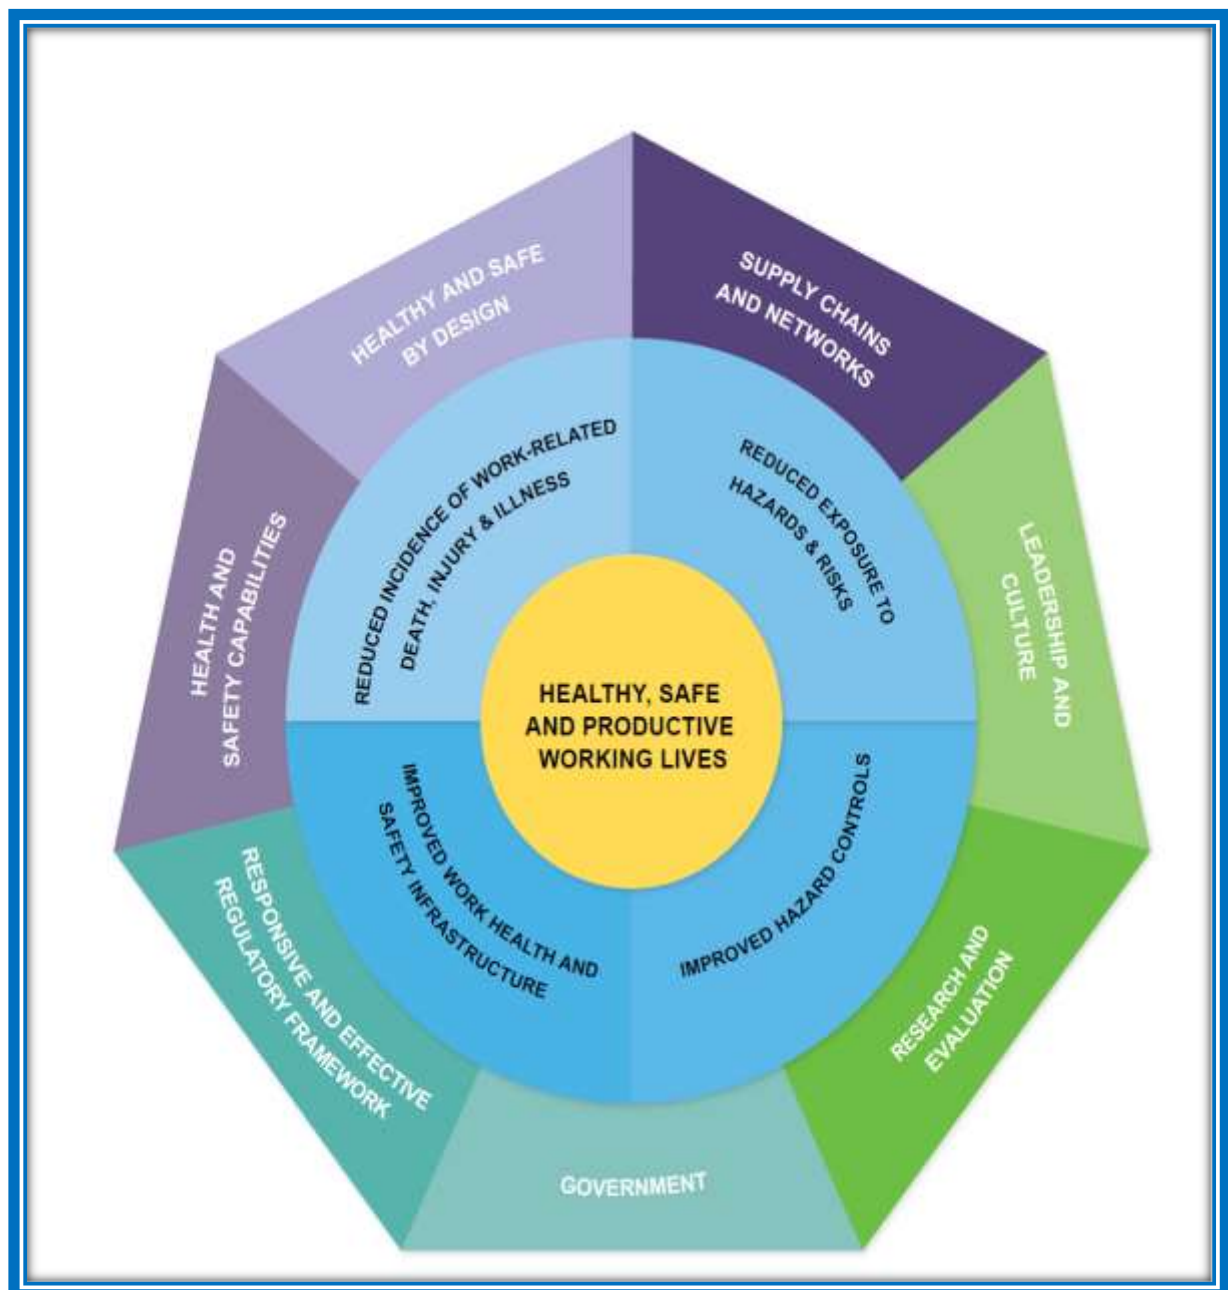 HEALTHY AND SAFE
BY DESIGN
SUPPLY CHAINS
AND NETWORKS
LEADERSHIP AND
CULTURE
RESEARCH AND
EVALUATION
GOVERNMENT
RESPONSIVE AND EFFECTIVE
REGULATORY FRAMEWORK
HEALTH AND
SAFETY CAPABILITIES
REDUCED INCIDENCE OF WORK-RELATED
DEATH, INJURY & ILLNESS
REDUCED EXPOSURE TO
HAZARDS & RISKS
IMPROVED HAZARD CONTROLS
IMPROVED WORK HEALTH AND
SAFETY INFRASTRUCTURE
HEALTHY, SAFE
AND PRODUCTIVE
WORKING LIVES